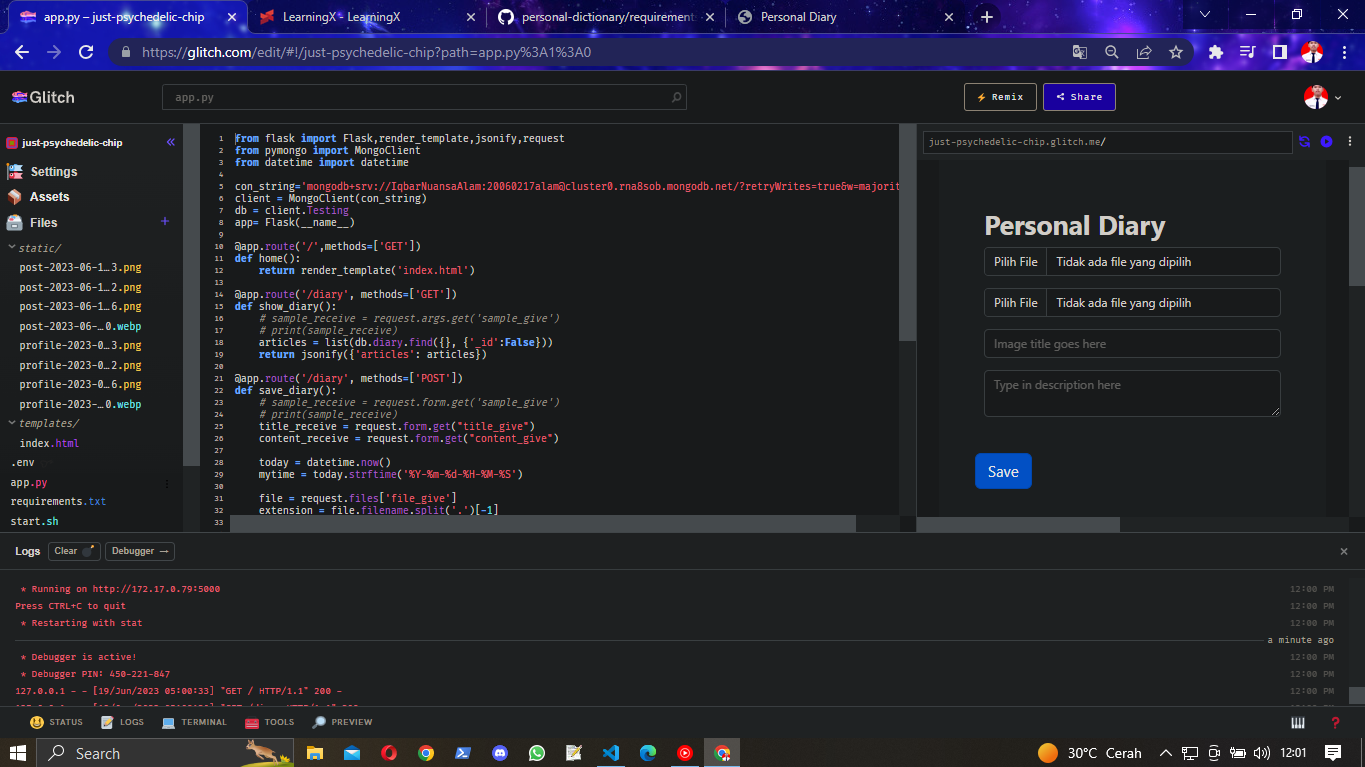 app.py – just-psychedelic-chip
LearningX - LearningX
personal-dictionary/requirement
Personal Diary
https://glitch.com/edit/#!/just-psychedelic-chip?path=app.py%3A1%3A0
Glitch
app.py
Remix
Share
just-psychedelic-chip
Settings
Assets
Files
static/
post-2023-06-1…3.png
post-2023-06-1…2.png
post-2023-06-1…6.png
post-2023-06-…0.webp
profile-2023-0…3.png
profile-2023-0…2.png
profile-2023-0…6.png
profile-2023-…0.webp
templates/
index.html
.env
app.py
requirements.txt
start.sh
1 from flask import Flask,render_template,jsonify,request
2 from pymongo import MongoClient
3 from datetime import datetime
4
5 con_string='mongodb+srv://IqbarNuansaAlam:20060217alam@cluster0.rna8sob.mongodb.net/?retryWrites=true&w=majorit
6 client = MongoClient(con_string)
7 db = client.Testing
8 app= Flask(__name__)
9
10 @app.route('/',methods=['GET'])
11 def home():
12 return render_template('index.html')
13
14 @app.route('/diary', methods=['GET'])
15 def show_diary():
16 # sample_receive = request.args.get('sample_give')
17 # print(sample_receive)
18 articles = list(db.diary.find({}, {'_id':False}))
19 return jsonify({'articles': articles})
20
21 @app.route('/diary', methods=['POST'])
22 def save_diary():
23 # sample_receive = request.form.get('sample_give')
24 # print(sample_receive)
25 title_receive = request.form.get("title_give")
26 content_receive = request.form.get("content_give")
27
28 today = datetime.now()
29 mytime = today.strftime('%Y-%m-%d-%H-%M-%S')
30
31 file = request.files['file_give']
32 extension = file.filename.split('.')[-1]
33
just-psychedelic-chip.glitch.me/
Personal Diary
Pilih File Tidak ada file yang dipilih
Pilih File Tidak ada file yang dipilih
Image title goes here
Type in description here
Save
Logs
Clear
Debugger →
* Running on http://172.17.0.79:5000 12:00 PM
Press CTRL+C to quit 12:00 PM
* Restarting with stat 12:00 PM
a minute ago
* Debugger is active! 12:00 PM
* Debugger PIN: 450-221-847 12:00 PM
127.0.0.1 - - [19/Jun/2023 05:00:33] "GET / HTTP/1.1" 200 - 12:00 PM
STATUS
LOGS
TERMINAL
TOOLS
PREVIEW
?
Search
30°C Cerah
12:01